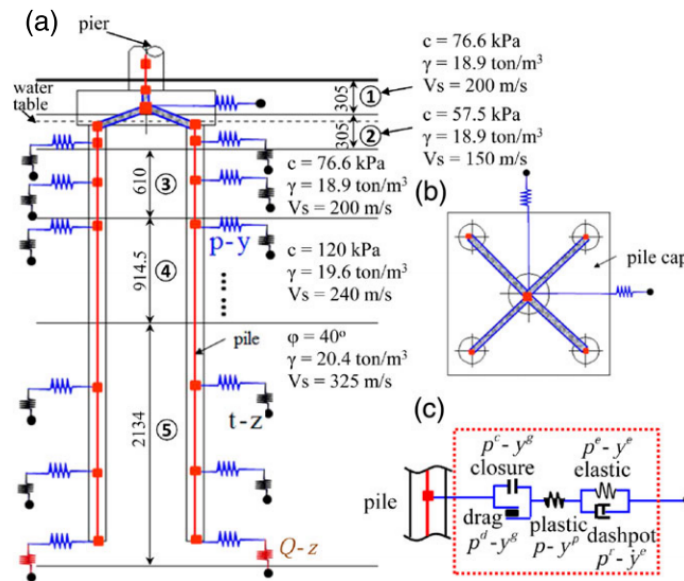 (a)
pier
water
table
305
①
c = 76.6 kPa
γ = 18.9 ton/m³
Vs = 200 m/s
305
②
c = 57.5 kPa
γ = 18.9 ton/m³
Vs = 150 m/s
610
③
c = 76.6 kPa
γ = 18.9 ton/m³
Vs = 200 m/s
p-y
914.5
④
c = 120 kPa
γ = 19.6 ton/m³
Vs = 240 m/s
φ = 40°
γ = 20.4 ton/m³
Vs = 325 m/s
pile
t-z
2134
⑤
Q-z
(b)
pile cap
(c)
pile
pᶜ- yᵍ
closure
drag
pᵈ- yᵍ
plastic
p- yᵖ
pᵉ- yᵉ
elastic
dashpot
pʳ- ẏᵉ